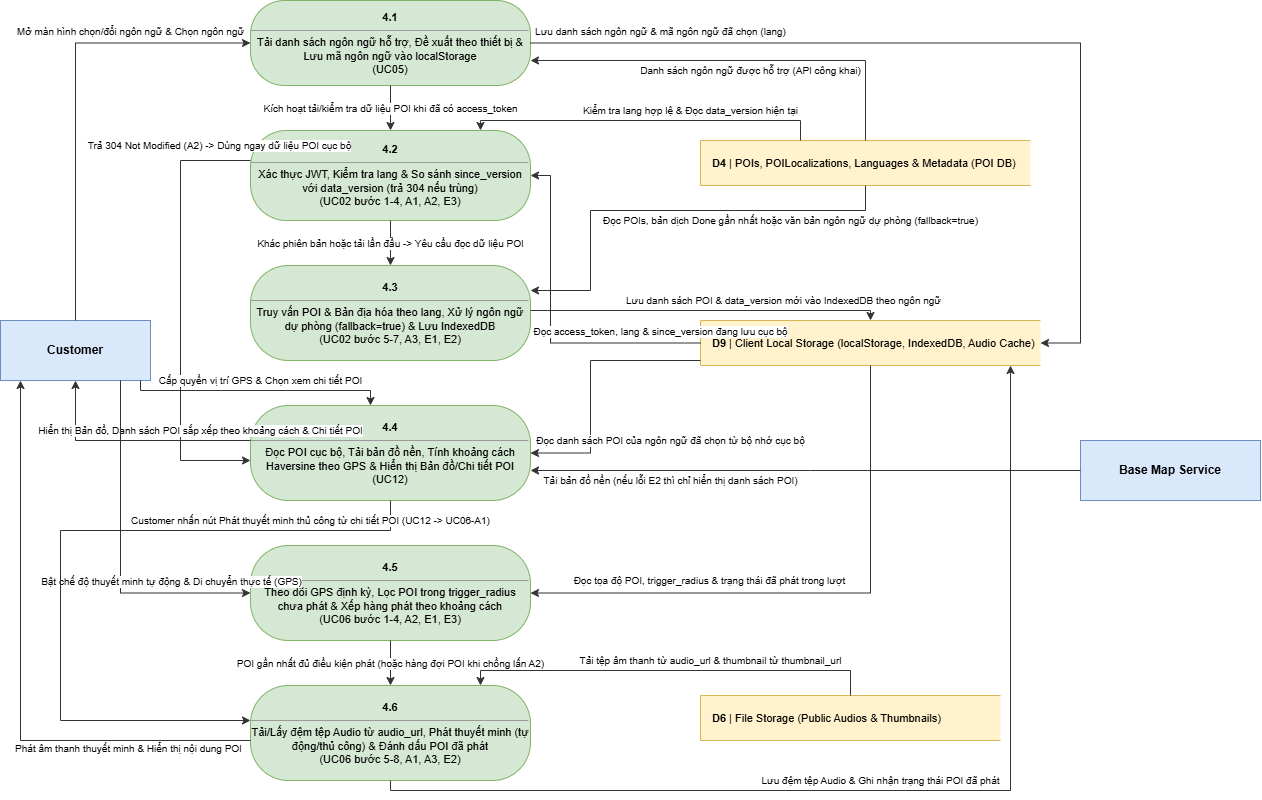 4.1
Mở màn hình chọn/đổi ngôn ngữ & Chọn ngôn ngữ
Tải danh sách ngôn ngữ hỗ trợ, Đề xuất theo thiết bị &
Lưu mã ngôn ngữ vào localStorage
(UC05)
Lưu danh sách ngôn ngữ & mã ngôn ngữ đã chọn (lang)
Danh sách ngôn ngữ được hỗ trợ (API công khai)
Kích hoạt tải/kiểm tra dữ liệu POI khi đã có access_token
Kiểm tra lang hợp lệ & Đọc data_version hiện tại
Trả 304 Not Modified (A2) -> Dùng ngay dữ liệu POI cục bộ
4.2
Xác thực JWT, Kiểm tra lang & So sánh since_version
với data_version (trả 304 nếu trùng)
(UC02 bước 1-4, A1, A2, E3)
D4 | POIs, POILocalizations, Languages & Metadata (POI DB)
Đọc POIs, bản dịch Done gần nhất hoặc văn bản ngôn ngữ dự phòng (fallback=true)
Khác phiên bản hoặc tải lần đầu -> Yêu cầu đọc dữ liệu POI
4.3
Truy vấn POI & Bản địa hóa theo lang, Xử lý ngôn ngữ
dự phòng (fallback=true) & Lưu IndexedDB
(UC02 bước 5-7, A3, E1, E2)
Lưu danh sách POI & data_version mới vào IndexedDB theo ngôn ngữ
Đọc access_token, lang & since_version đang lưu cục bộ
D9 | Client Local Storage (localStorage, IndexedDB, Audio Cache)
Customer
Cấp quyền vị trí GPS & Chọn xem chi tiết POI
Hiển thị Bản đồ, Danh sách POI sắp xếp theo khoảng cách & Chi tiết POI
4.4
Đọc POI cục bộ, Tải bản đồ nền, Tính khoảng cách
Haversine theo GPS & Hiển thị Bản đồ/Chi tiết POI
(UC12)
Đọc danh sách POI của ngôn ngữ đã chọn từ bộ nhớ cục bộ
Tải bản đồ nền (nếu lỗi E2 thì chỉ hiển thị danh sách POI)
Base Map Service
Customer nhấn nút Phát thuyết minh thủ công từ chi tiết POI (UC12 -> UC06-A1)
4.5
Bật chế độ thuyết minh tự động & Di chuyển thực tế (GPS)
Theo dõi GPS định kỳ, Lọc POI trong trigger_radius
chưa phát & Xếp hàng phát theo khoảng cách
(UC06 bước 1-4, A2, E1, E3)
Đọc tọa độ POI, trigger_radius & trạng thái đã phát trong lượt
POI gần nhất đủ điều kiện phát (hoặc hàng đợi POI khi chồng lấn A2)
Tải tệp âm thanh từ audio_url & thumbnail từ thumbnail_url
4.6
Tải/Lấy đệm tệp Audio từ audio_url, Phát thuyết minh (tự
động/thủ công) & Đánh dấu POI đã phát
(UC06 bước 5-8, A1, A3, E2)
D6 | File Storage (Public Audios & Thumbnails)
Phát âm thanh thuyết minh & Hiển thị nội dung POI
Lưu đệm tệp Audio & Ghi nhận trạng thái POI đã phát